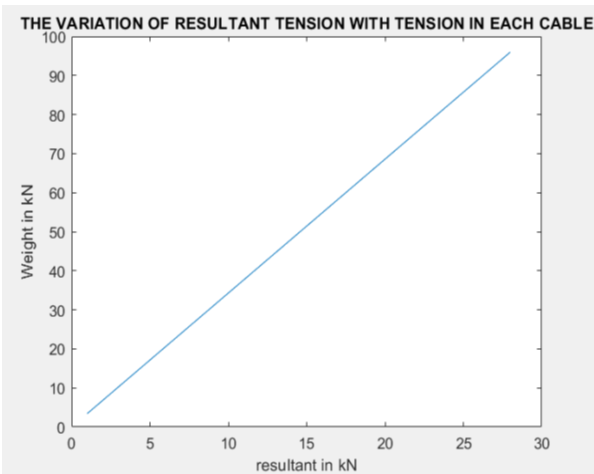 THE VARIATION OF RESULTANT TENSION WITH TENSION IN EACH CABLE
100
90
80
70
60
50
40
30
20
10
0
Weight in kN
0 5 10 15 20 25 30
resultant in kN